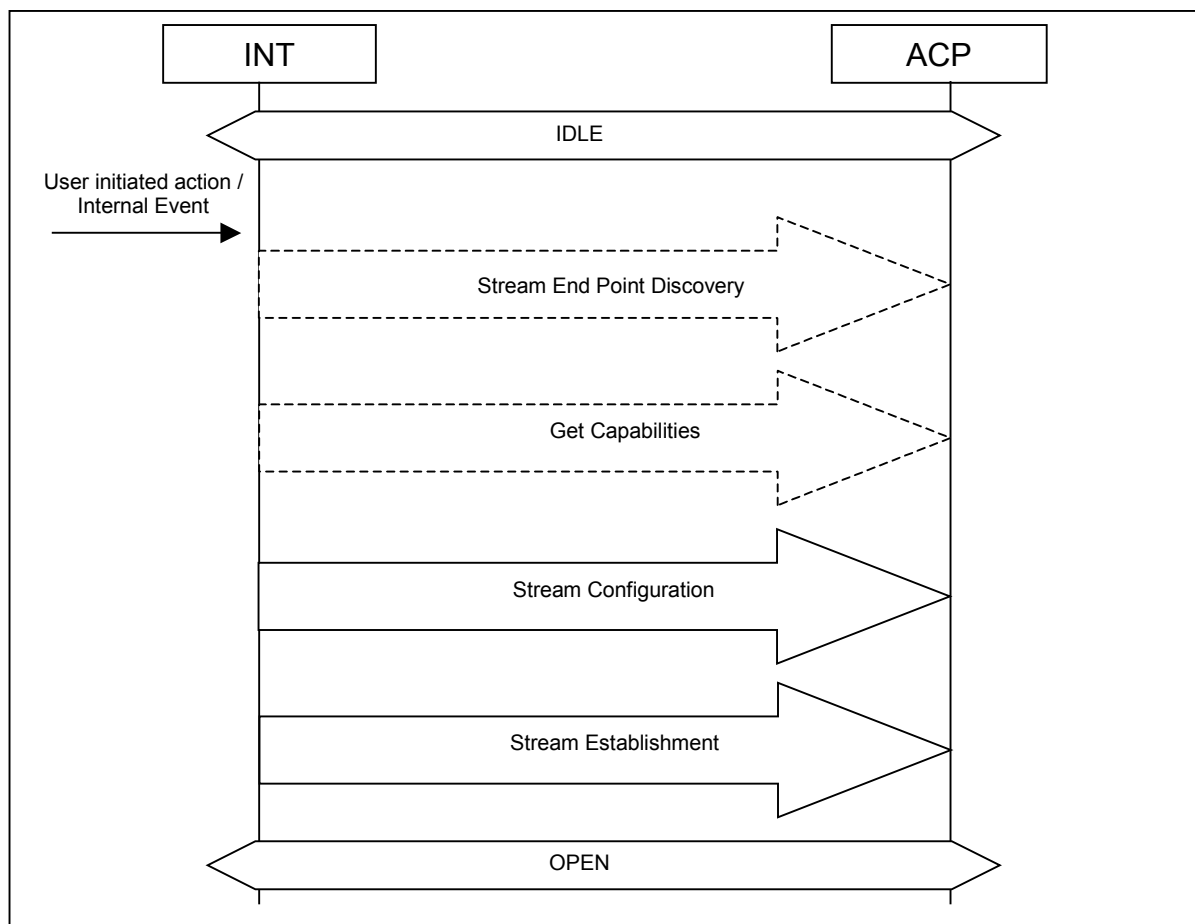 INT
ACP
IDLE
User initiated action /
Internal Event
Stream End Point Discovery
Get Capabilities
Stream Configuration
Stream Establishment
OPEN